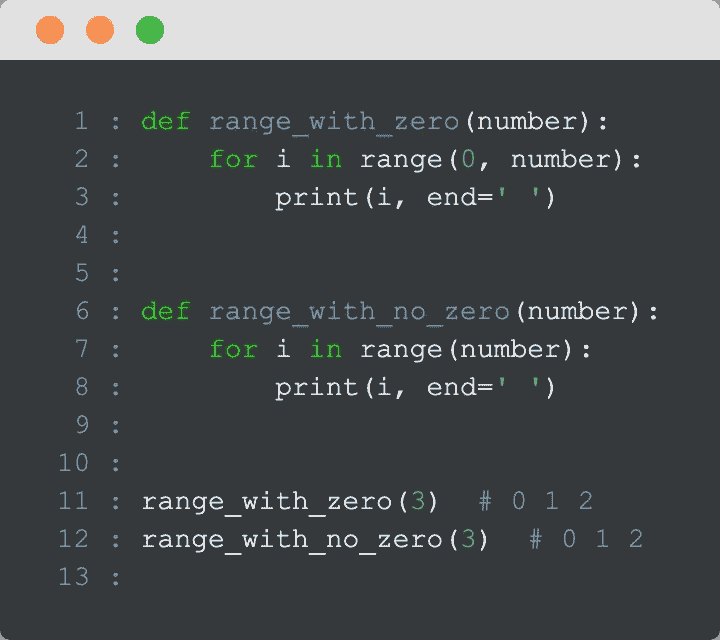 1 : def range_with_zero(number):
2 :     for i in range(0, number):
3 :         print(i, end=' ')
4 :
5 :
6 : def range_with_no_zero(number):
7 :     for i in range(number):
8 :         print(i, end=' ')
9 :
10 :
11 : range_with_zero(3)  # 0 1 2
12 : range_with_no_zero(3)  # 0 1 2
13 :